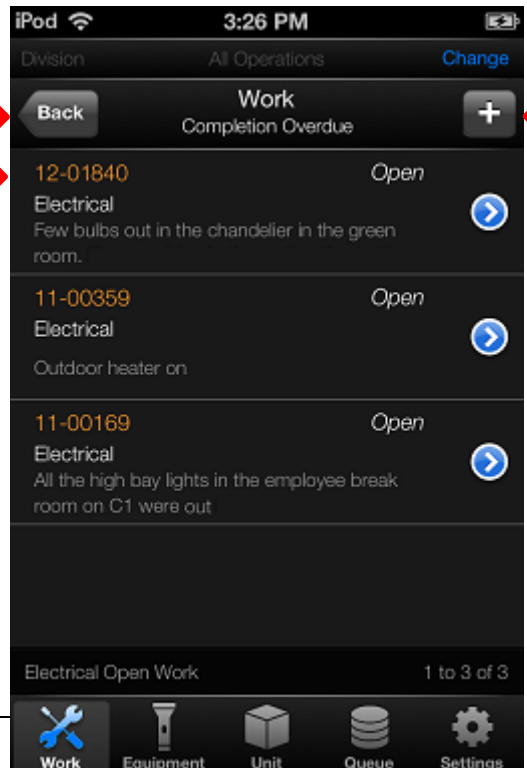 iPod 3:26 PM
Division All Operations Change
Back Work +
Completion Overdue
12-01840 Open
Electrical
Few bulbs out in the chandelier in the green
room.
11-00359 Open
Electrical
Outdoor heater on
11-00169 Open
Electrical
All the high bay lights in the employee break
room on C1 were out
Electrical Open Work 1 to 3 of 3
Work Equipment Unit Queue Settings